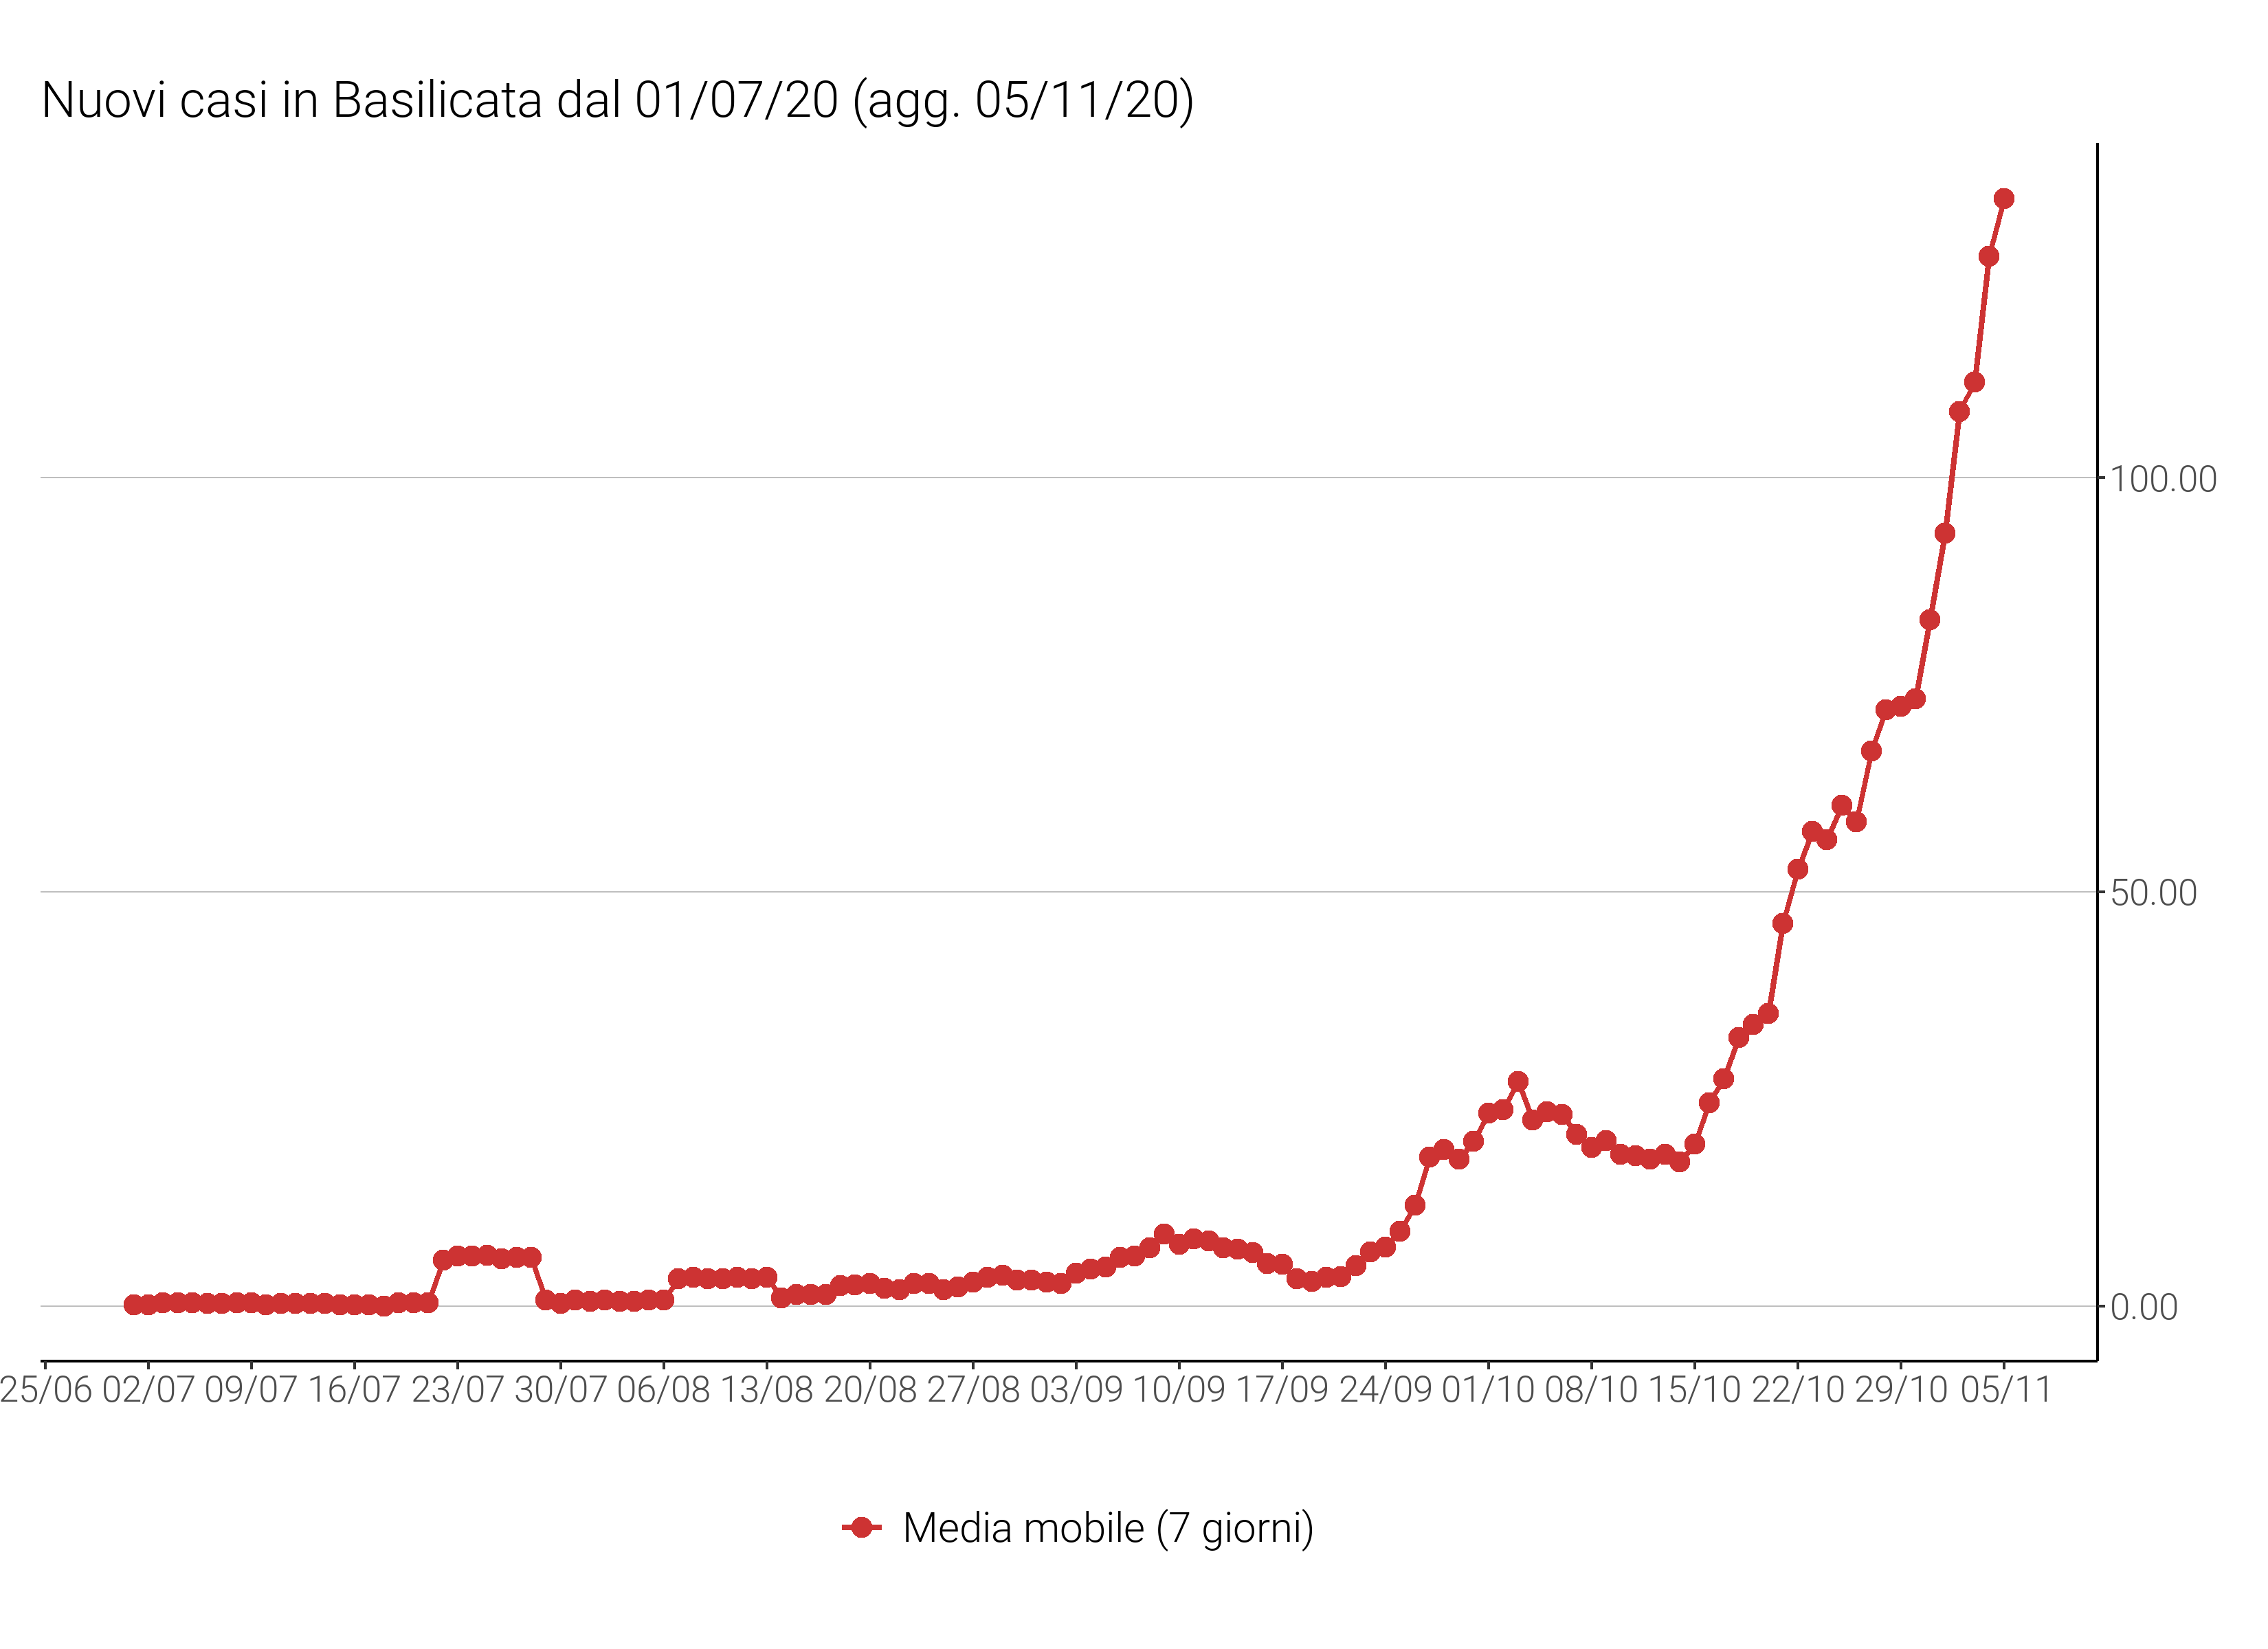 Nuovi casi in Basilicata dal 01/07/20 (agg. 05/11/20)
100.00
50.00
0.00
25/06 02/07 09/07 16/07 23/07 30/07 06/08 13/08 20/08 27/08 03/09 10/09 17/09 24/09 01/10 08/10 15/10 22/10 29/10 05/11
Media mobile (7 giorni)